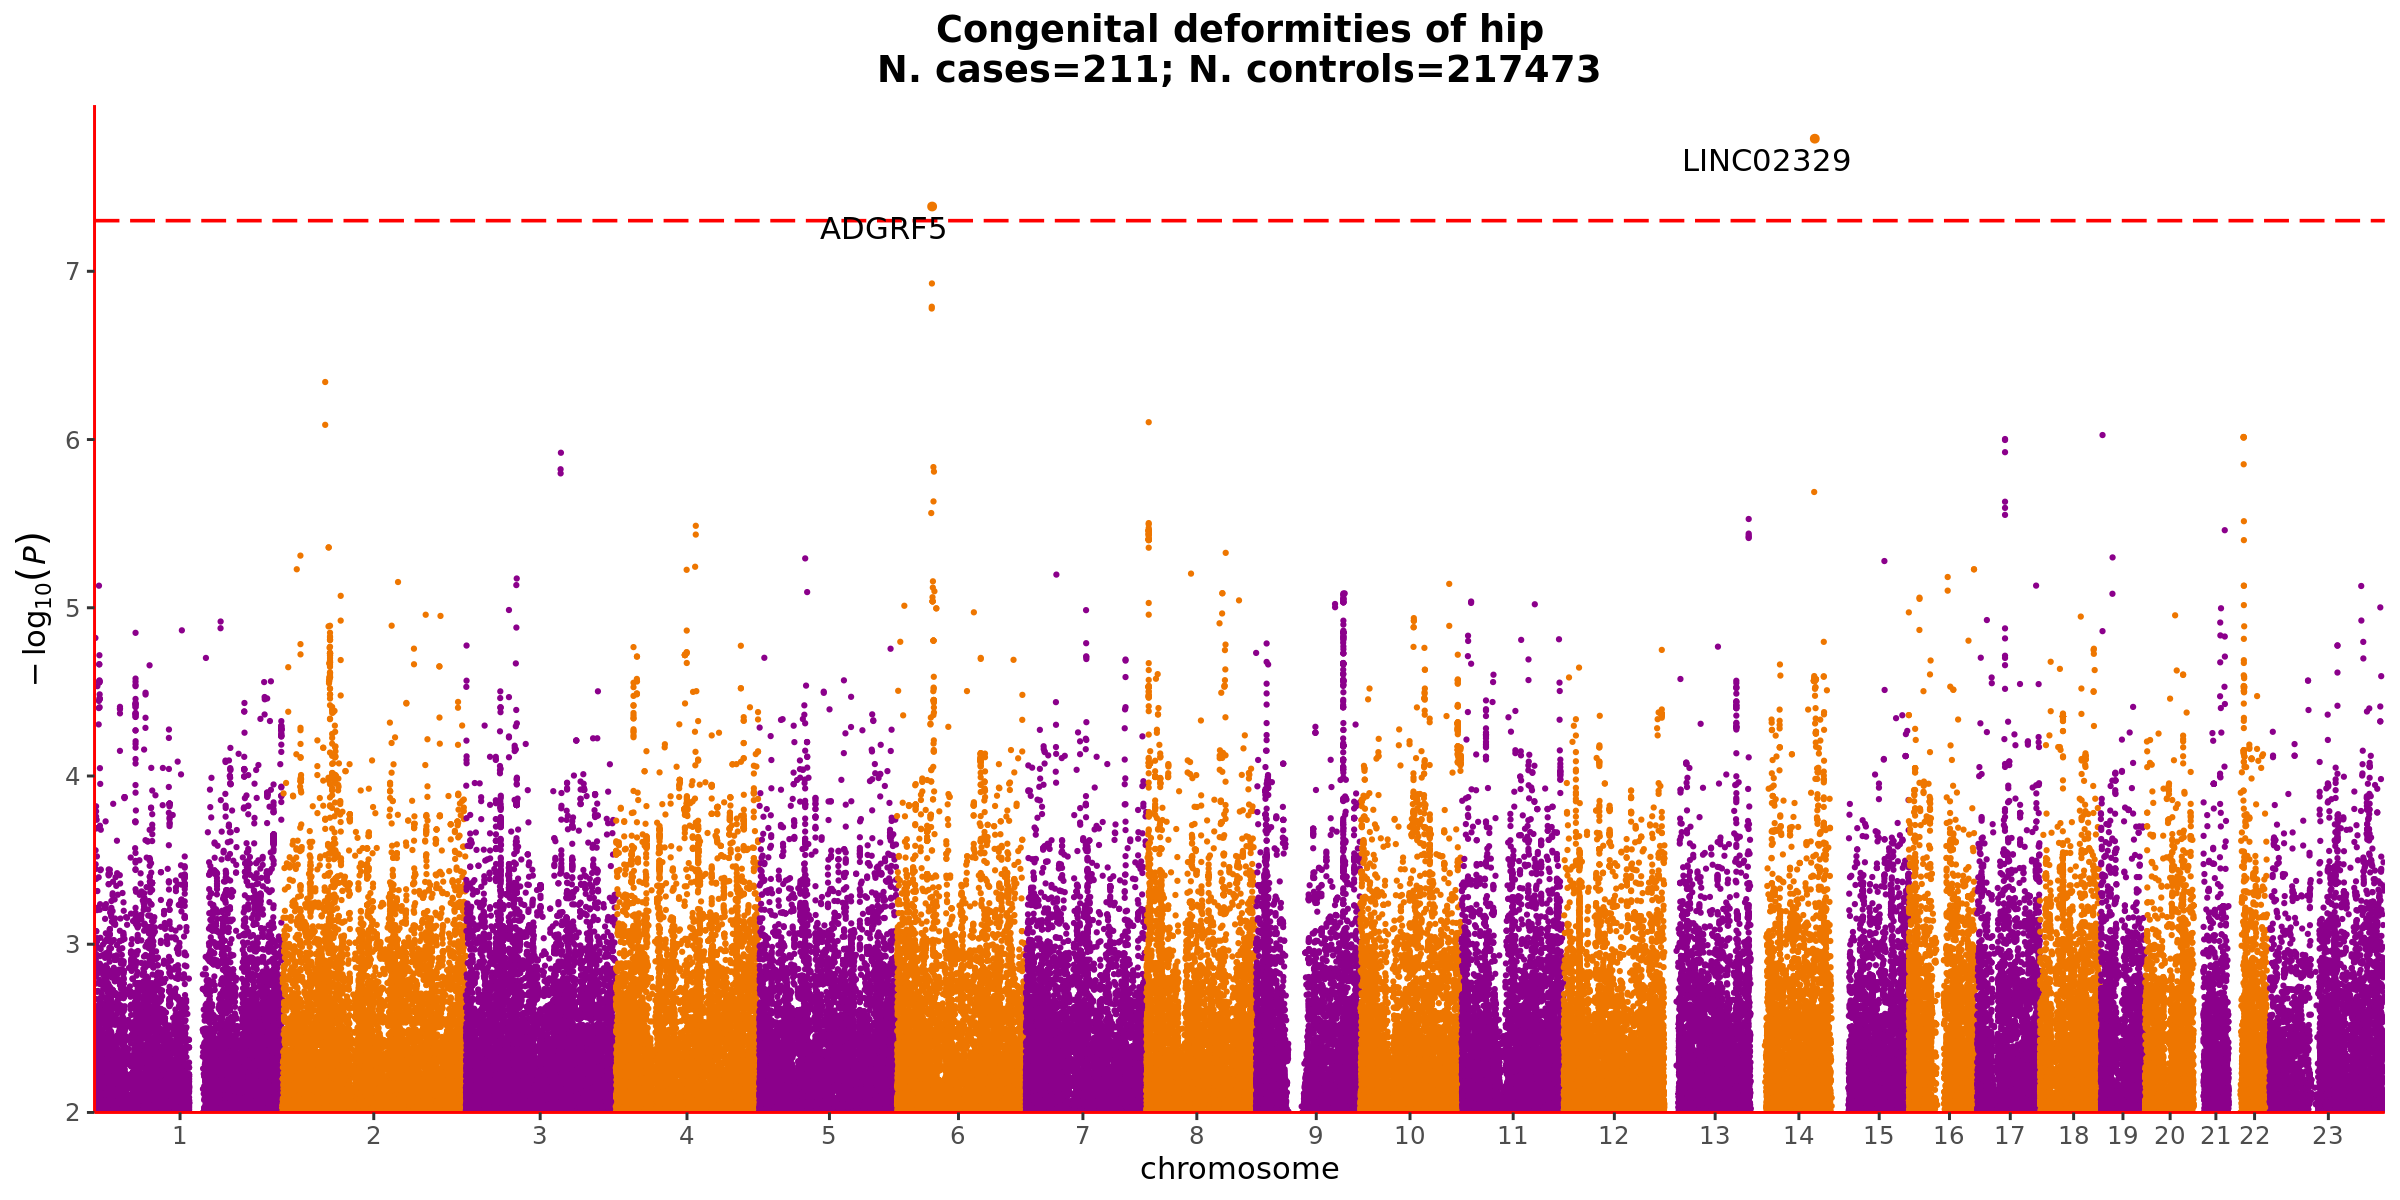 Congenital deformities of hip
N. cases=211; N. controls=217473
LINC02329
ADGRF5
7
6
5
4
3
2
− log₁₀(P)
1 2 3 4 5 6 7 8 9 10 11 12 13 14 15 16 17 18 19 20 21 22 23
chromosome